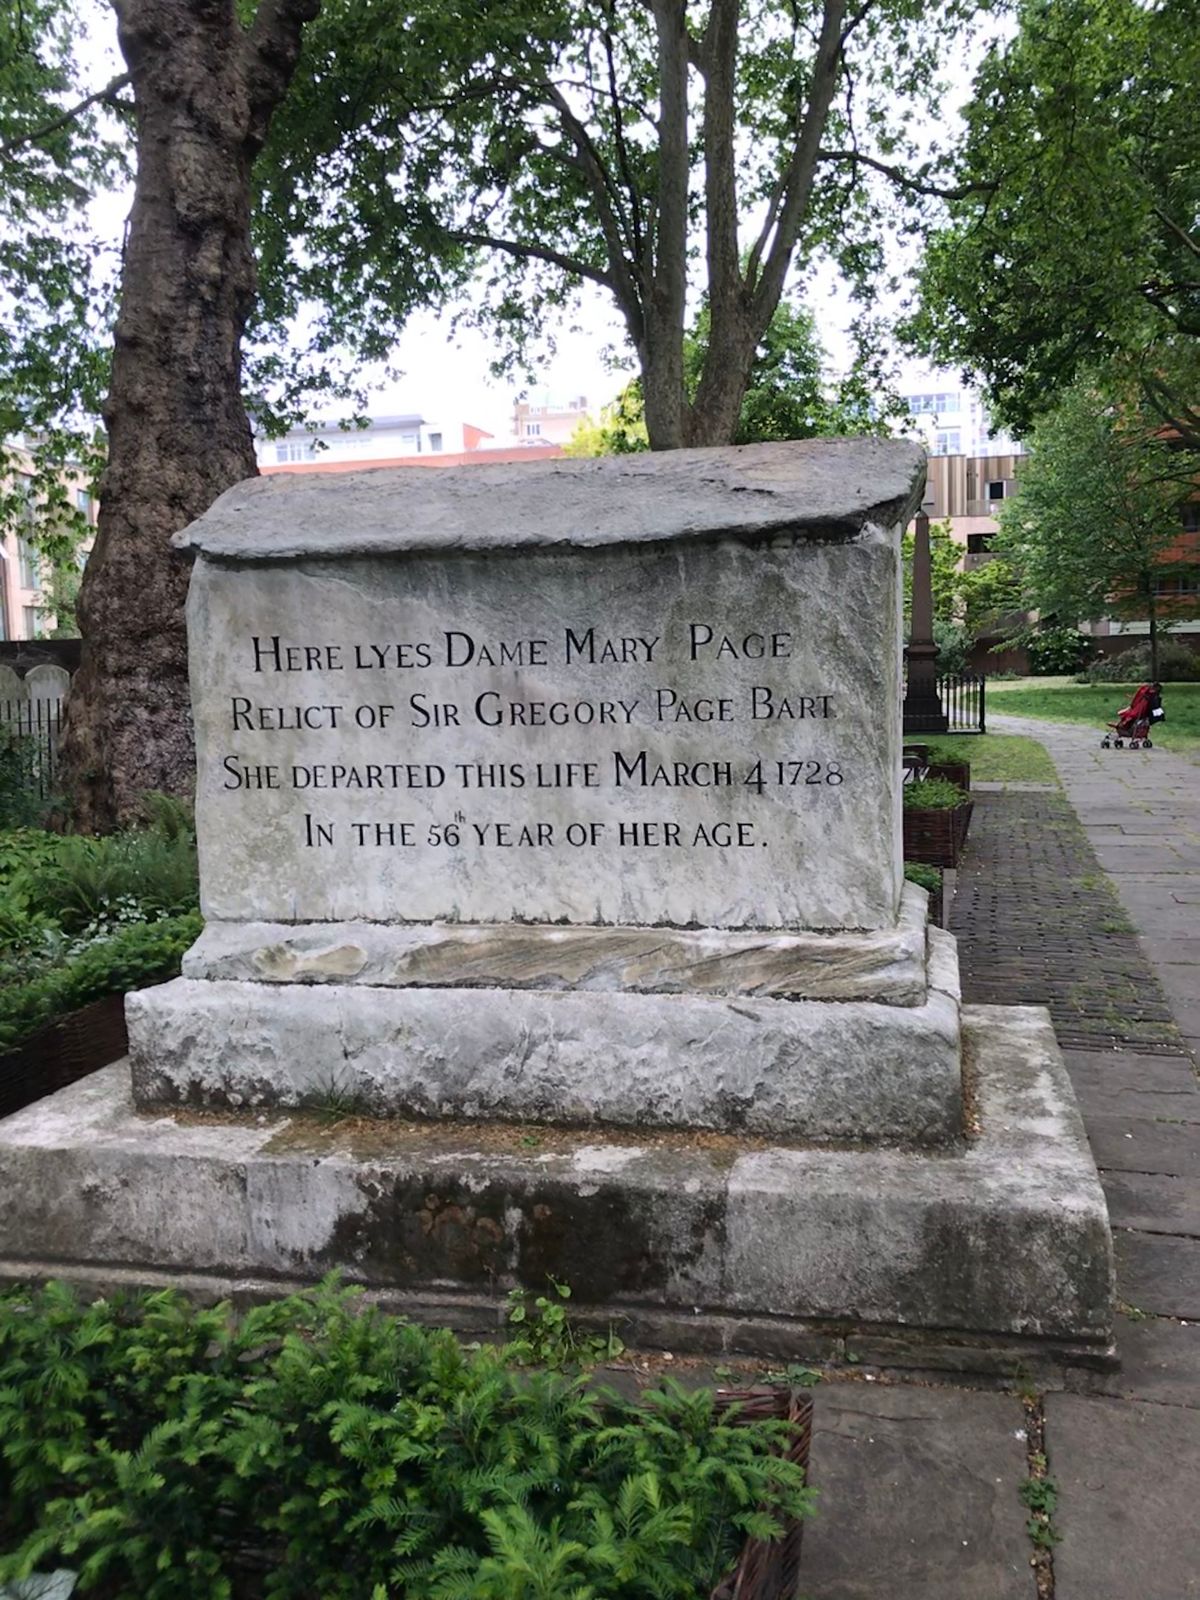 HERE LYES DAME MARY PAGE
RELICT OF SIR GREGORY PAGE BART
SHE DEPARTED THIS LIFE MARCH 4 1728
IN THE 56th YEAR OF HER AGE.